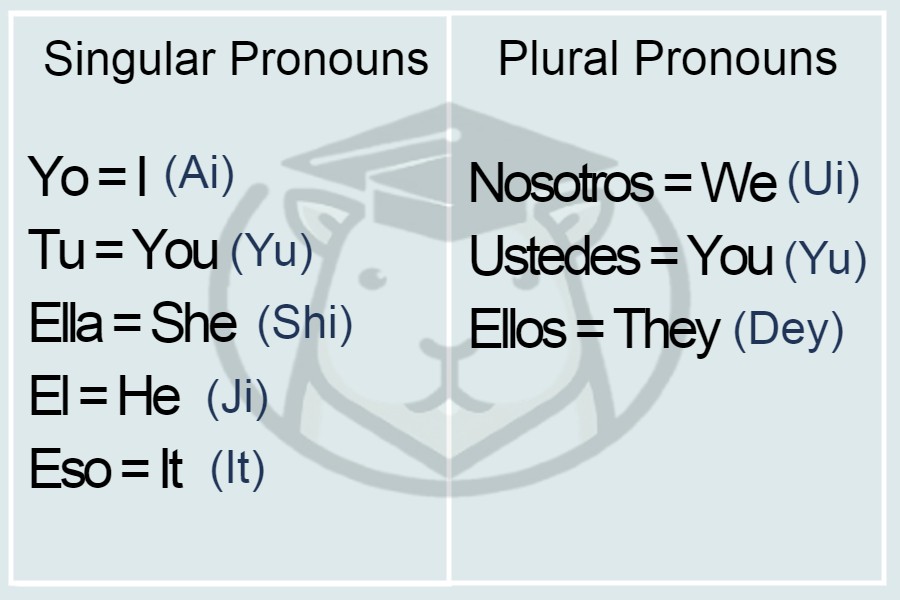 Singular Pronouns
Yo = I (Ai)
Tu = You (Yu)
Ella = She (Shi)
El = He (Ji)
Eso = It (It)
Plural Pronouns
Nosotros = We (Ui)
Ustedes = You (Yu)
Ellos = They (Dey)